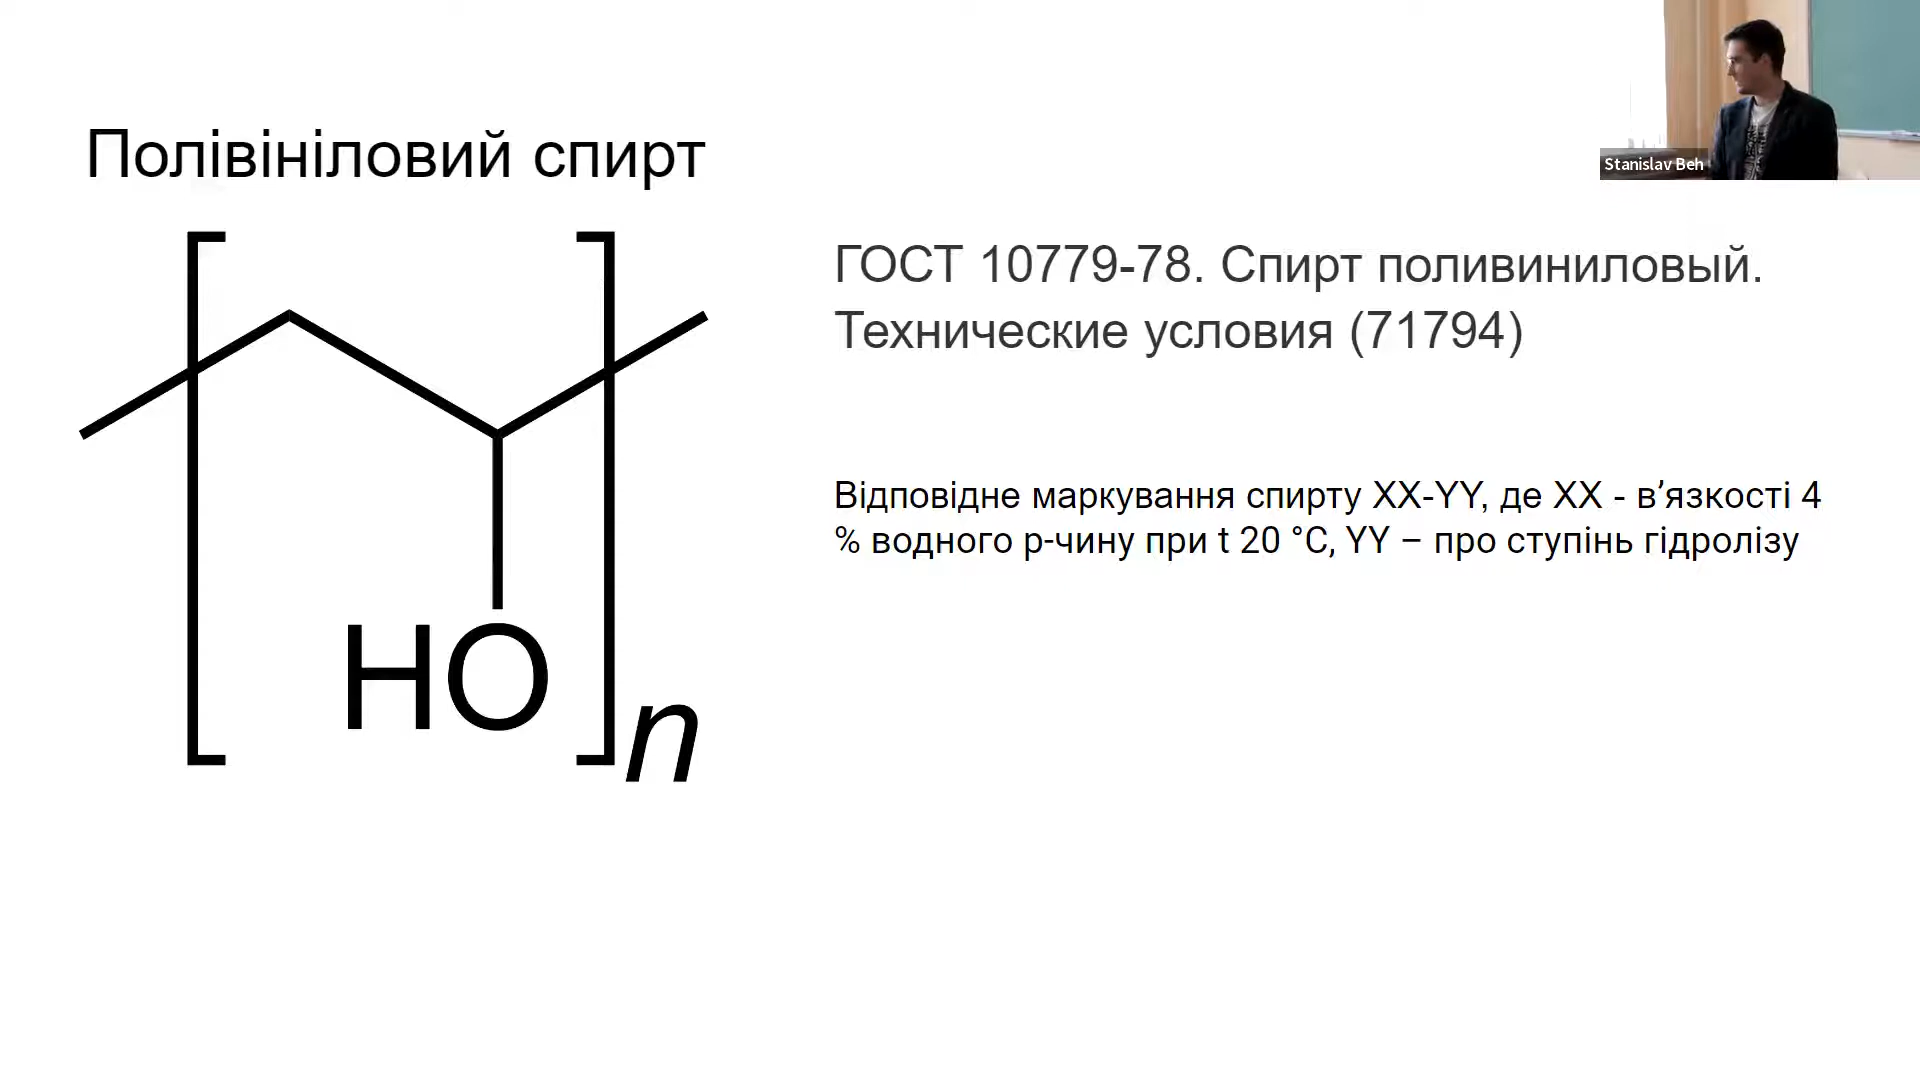 Полівініловий спирт
Stanislav Beh
ГОСТ 10779-78. Спирт поливиниловый.
Технические условия (71794)
Відповідне маркування спирту XX-YY, де XX - в’язкості 4
% водного р-чину при t 20 °C, YY – про ступінь гідролізу
HO
n